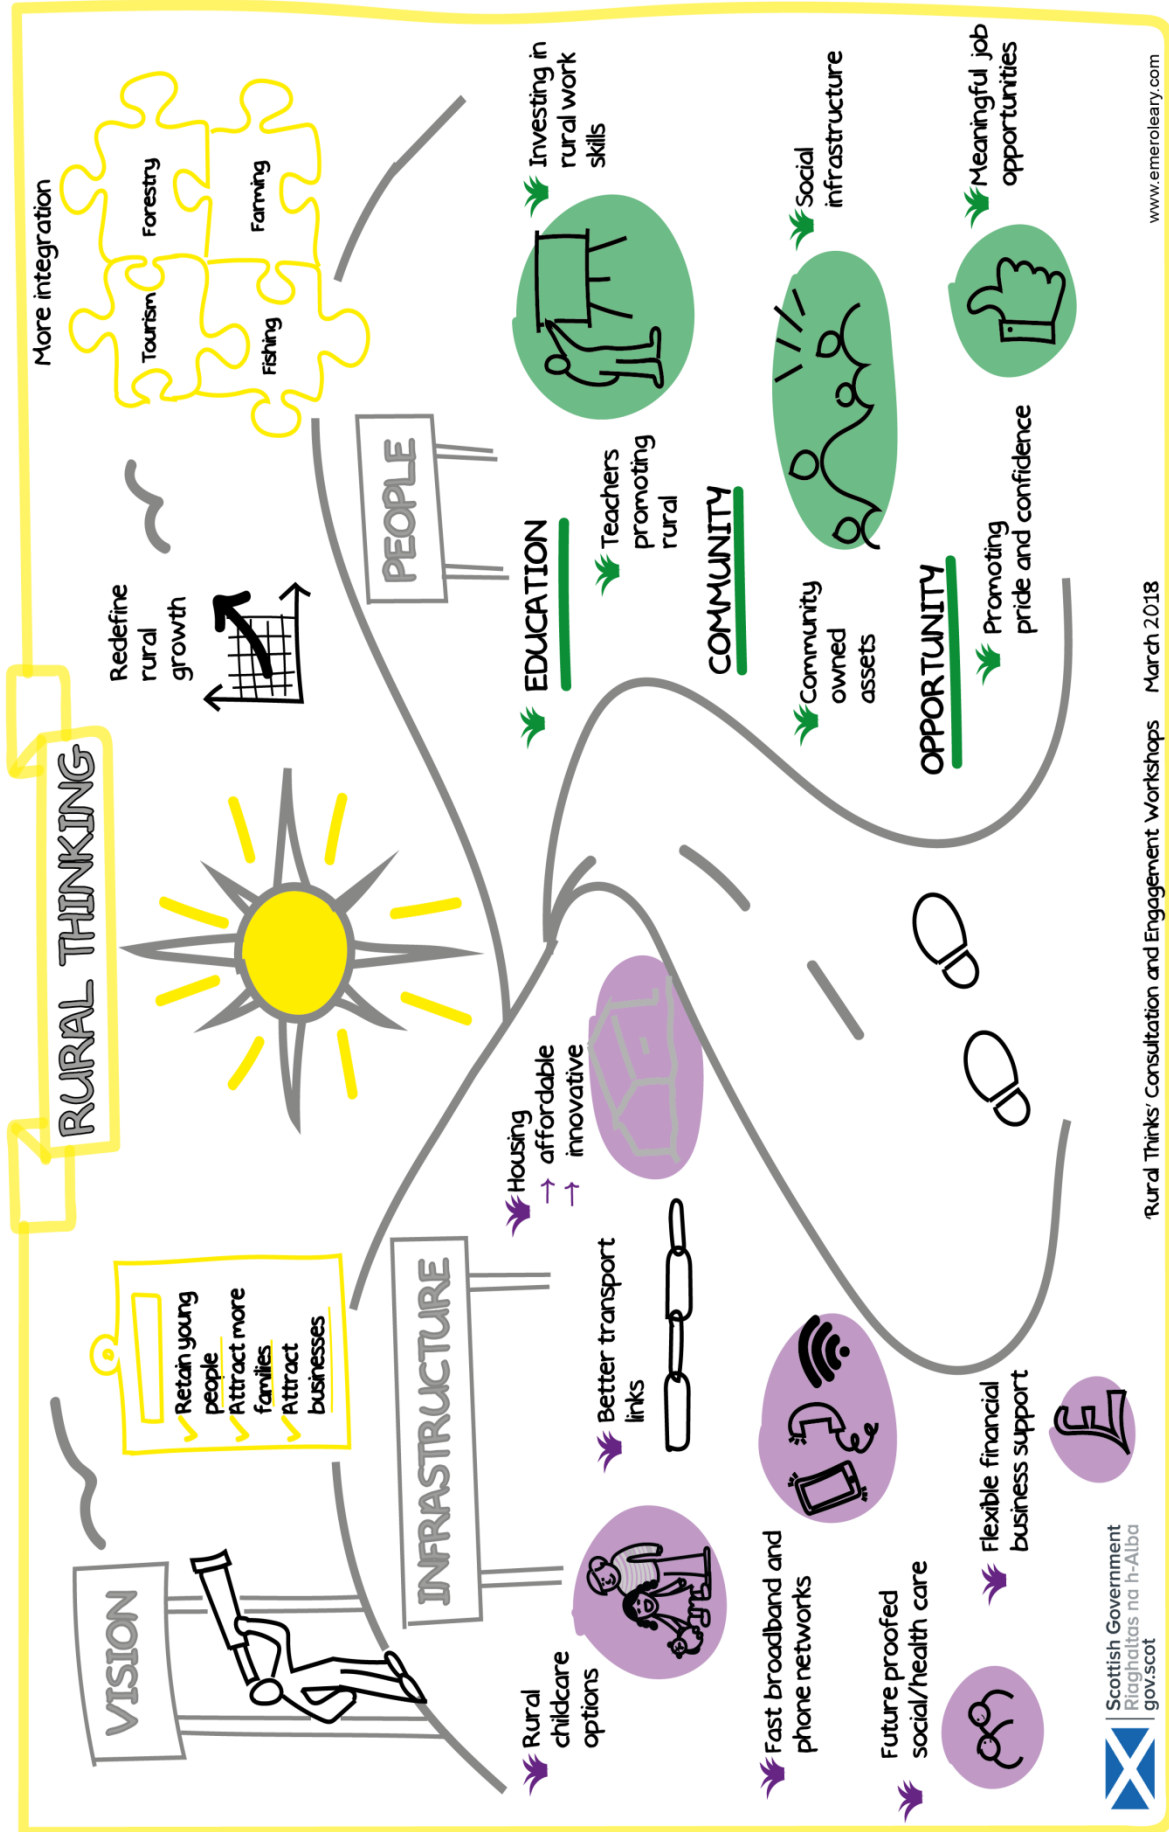 RURAL THINKING
VISION
Retain young
people
Attract more
families
Attract
businesses
Redefine
rural
growth
More integration
Tourism
Forestry
Fishing
Farming
INFRASTRUCTURE
Rural
childcare
options
Better transport
links
Housing
→ affordable
→ innovative
Fast broadband and
phone networks
Future proofed
social/health care
Flexible financial
business support
£
PEOPLE
EDUCATION
Investing in
rural work
skills
Teachers
promoting
rural
COMMUNITY
Community
owned
assets
Social
infrastructure
OPPORTUNITY
Promoting
pride and confidence
Meaningful job
opportunities
Scottish Government
Riaghaltas na h-Alba
gov.scot
'Rural Thinks' Consultation and Engagement Workshops March 2018
www.emeroleary.com